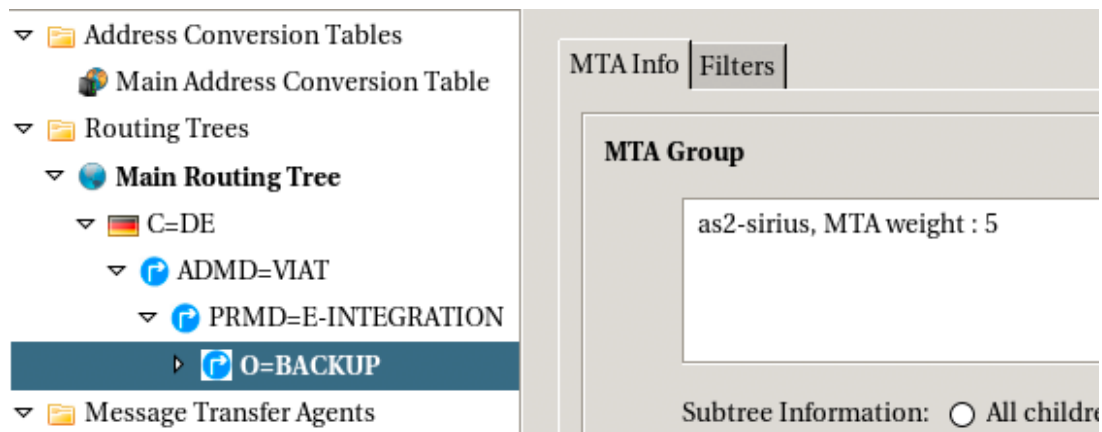 Address Conversion Tables
Main Address Conversion Table
Routing Trees
Main Routing Tree
C=DE
ADMD=VIAT
PRMD=E-INTEGRATION
O=BACKUP
Message Transfer Agents
MTA Info
Filters
MTA Group
as2-sirius, MTA weight : 5
Subtree Information:
All childre